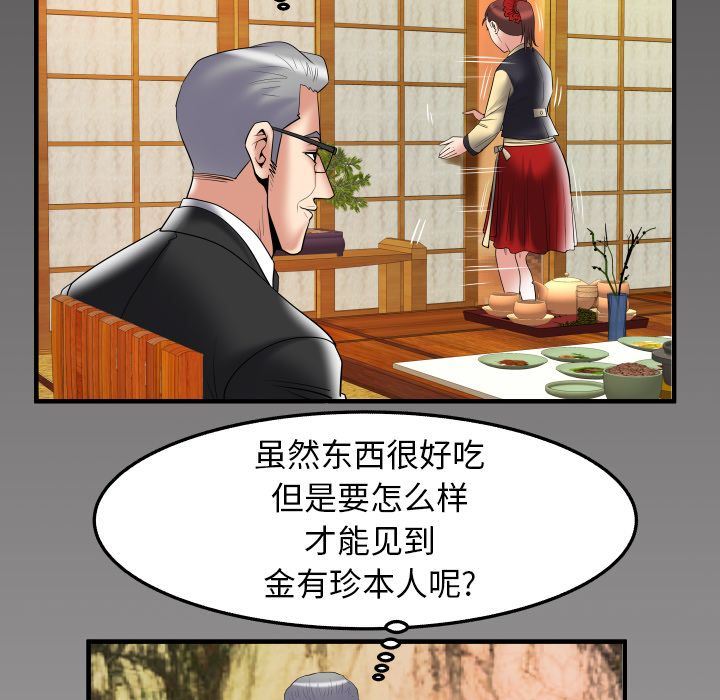 虽然东西很好吃
但是要怎么样
才能见到
金有珍本人呢?